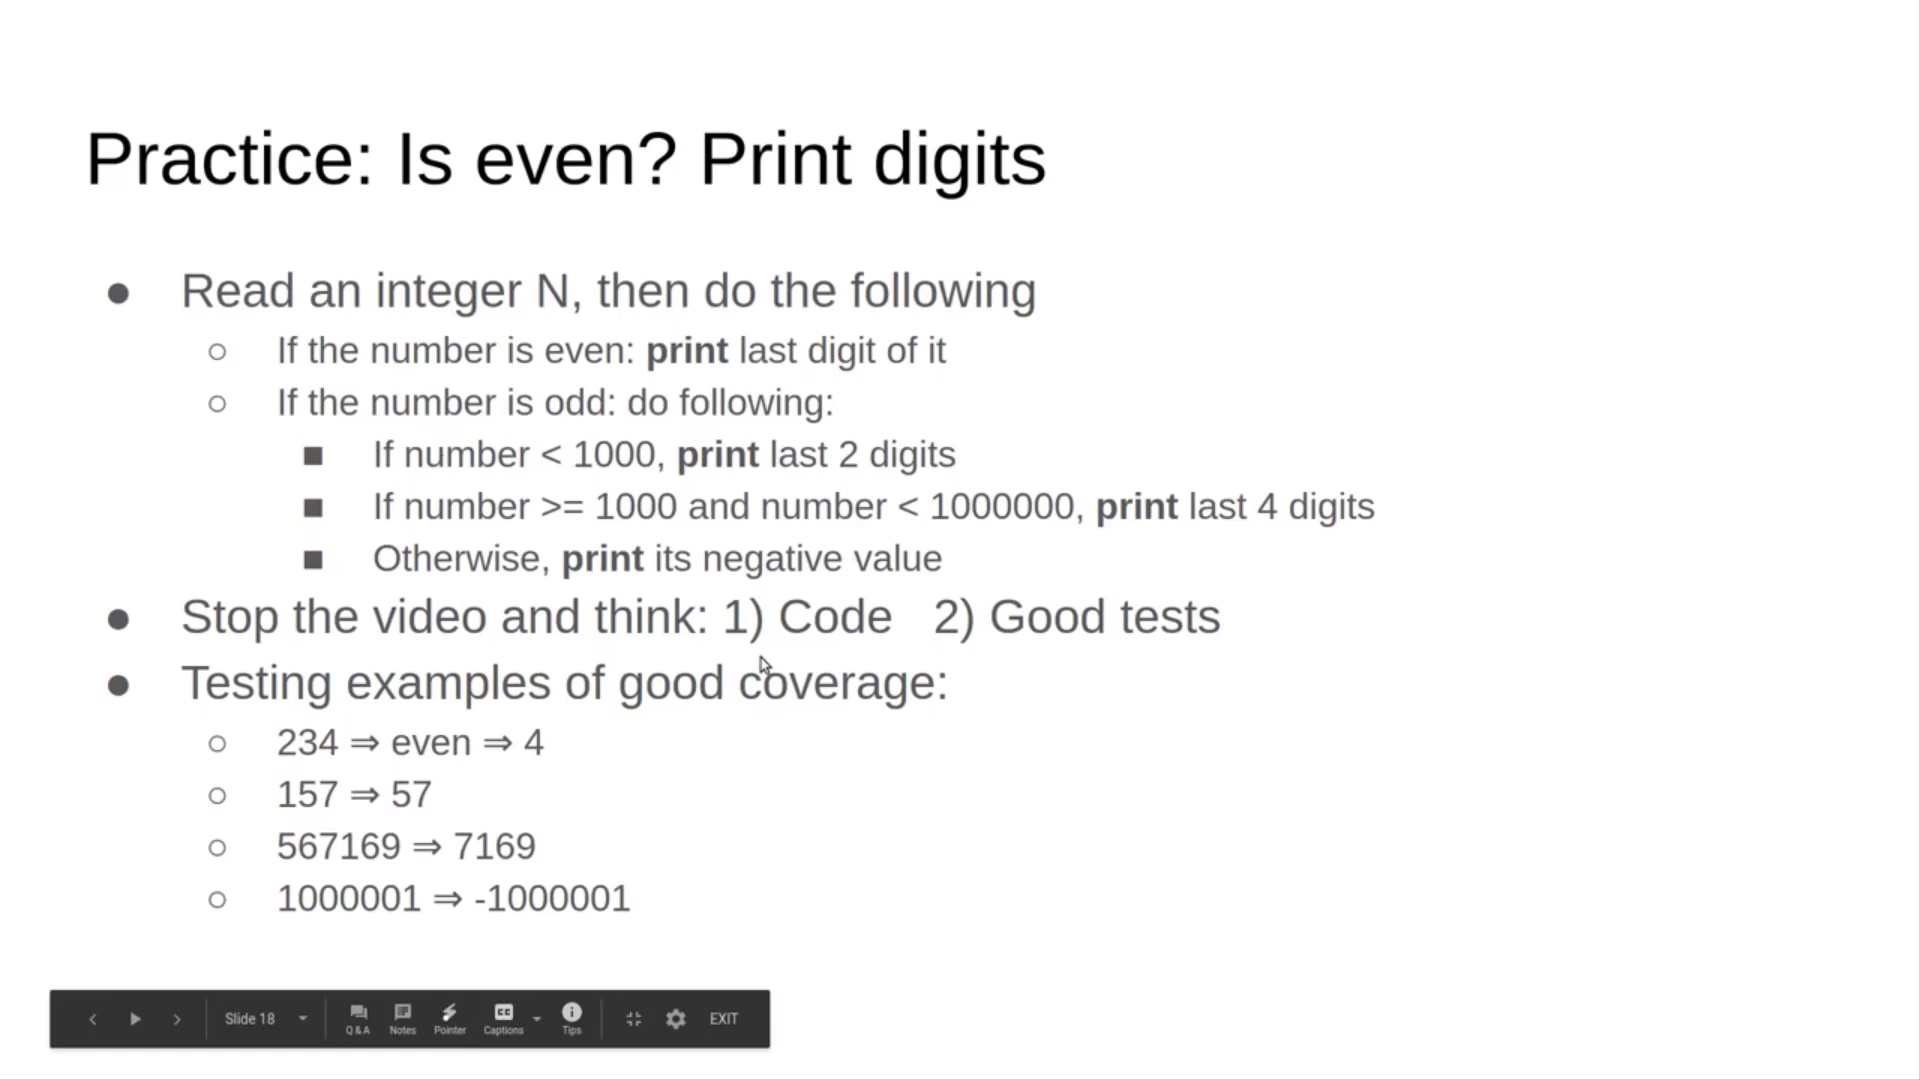 Practice: Is even? Print digits
● Read an integer N, then do the following
○ If the number is even: print last digit of it
○ If the number is odd: do following:
■ If number < 1000, print last 2 digits
■ If number >= 1000 and number < 1000000, print last 4 digits
■ Otherwise, print its negative value
● Stop the video and think: 1) Code 2) Good tests
● Testing examples of good coverage:
○ 234 ⇒ even ⇒ 4
○ 157 ⇒ 57
○ 567169 ⇒ 7169
○ 1000001 ⇒ -1000001
Slide 18 Q & A Notes Pointer CC Captions Tips EXIT